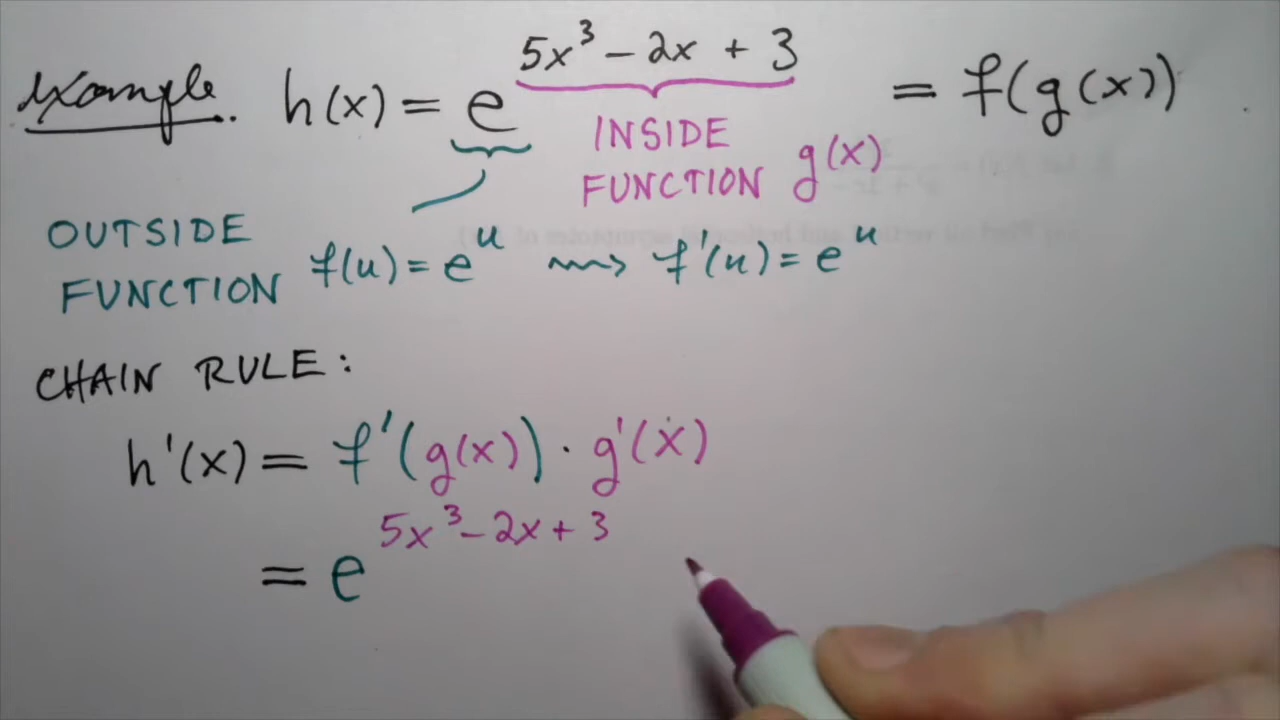 Example. h(x) = e^{5x³ - 2x + 3} = f(g(x))
INSIDE
FUNCTION g(x)
OUTSIDE
FUNCTION f(u) = e^u ⟿ f'(u) = e^u
CHAIN RULE:
h'(x) = f'(g(x)) · g'(x)
= e^{5x³ - 2x + 3}